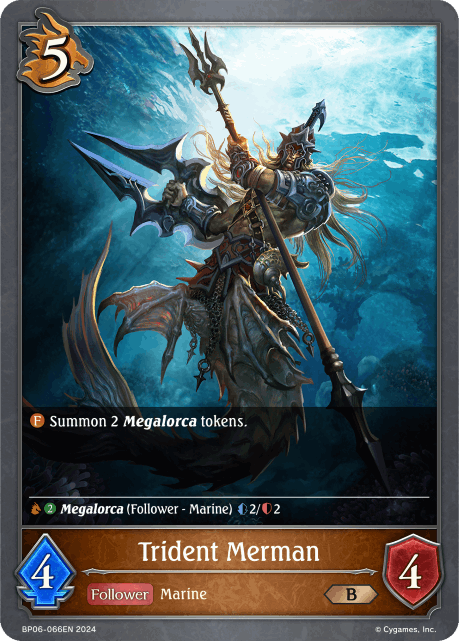 5
F Summon 2 Megalorca tokens.
2 Megalorca (Follower - Marine) 2/2
Trident Merman
4
Follower Marine
B
4
BP06-066EN 2024
© Cygames, Inc.